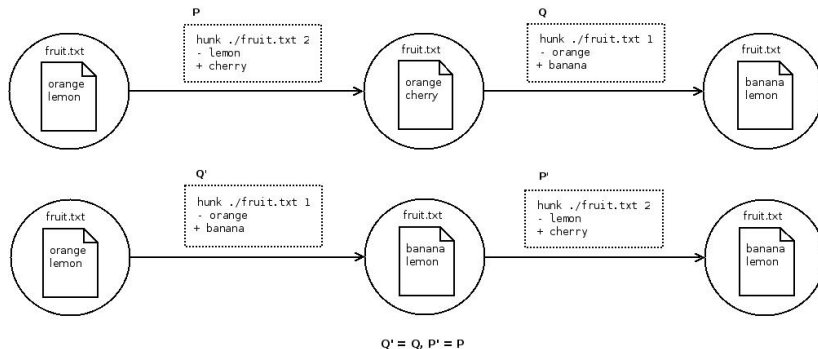 P
Q
hunk ./fruit.txt 2
- lemon
+ cherry
hunk ./fruit.txt 1
- orange
+ banana
fruit.txt
orange
lemon
fruit.txt
orange
cherry
fruit.txt
banana
lemon
Q'
P'
hunk ./fruit.txt 1
- orange
+ banana
hunk ./fruit.txt 2
- lemon
+ cherry
fruit.txt
orange
lemon
fruit.txt
banana
lemon
fruit.txt
banana
lemon
Q' = Q, P' = P